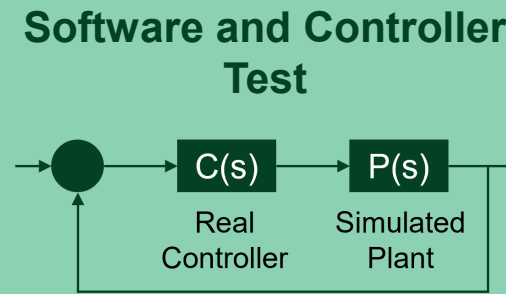 Software and Controller
Test
C(s)
P(s)
Real
Controller
Simulated
Plant